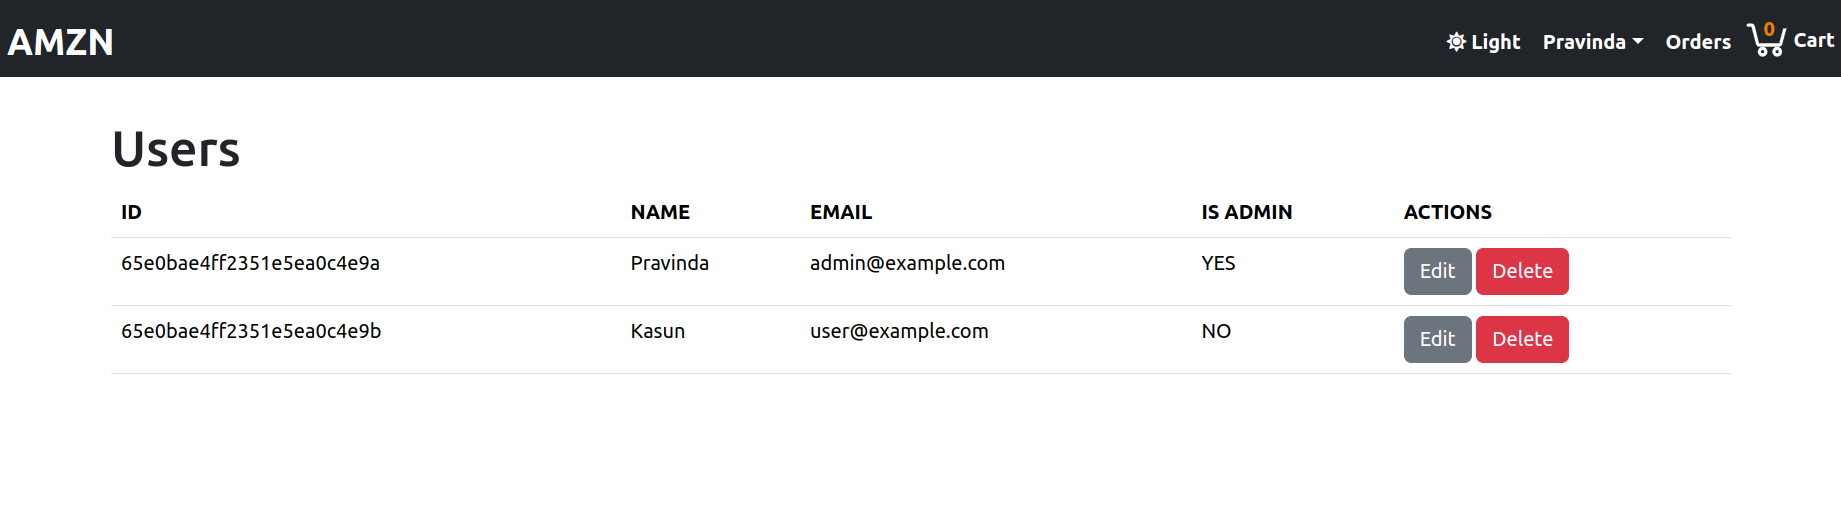 AMZN
Light Pravinda Orders 0 Cart
Users
ID NAME EMAIL IS ADMIN ACTIONS
65e0bae4ff2351e5ea0c4e9a Pravinda admin@example.com YES Edit Delete
65e0bae4ff2351e5ea0c4e9b Kasun user@example.com NO Edit Delete